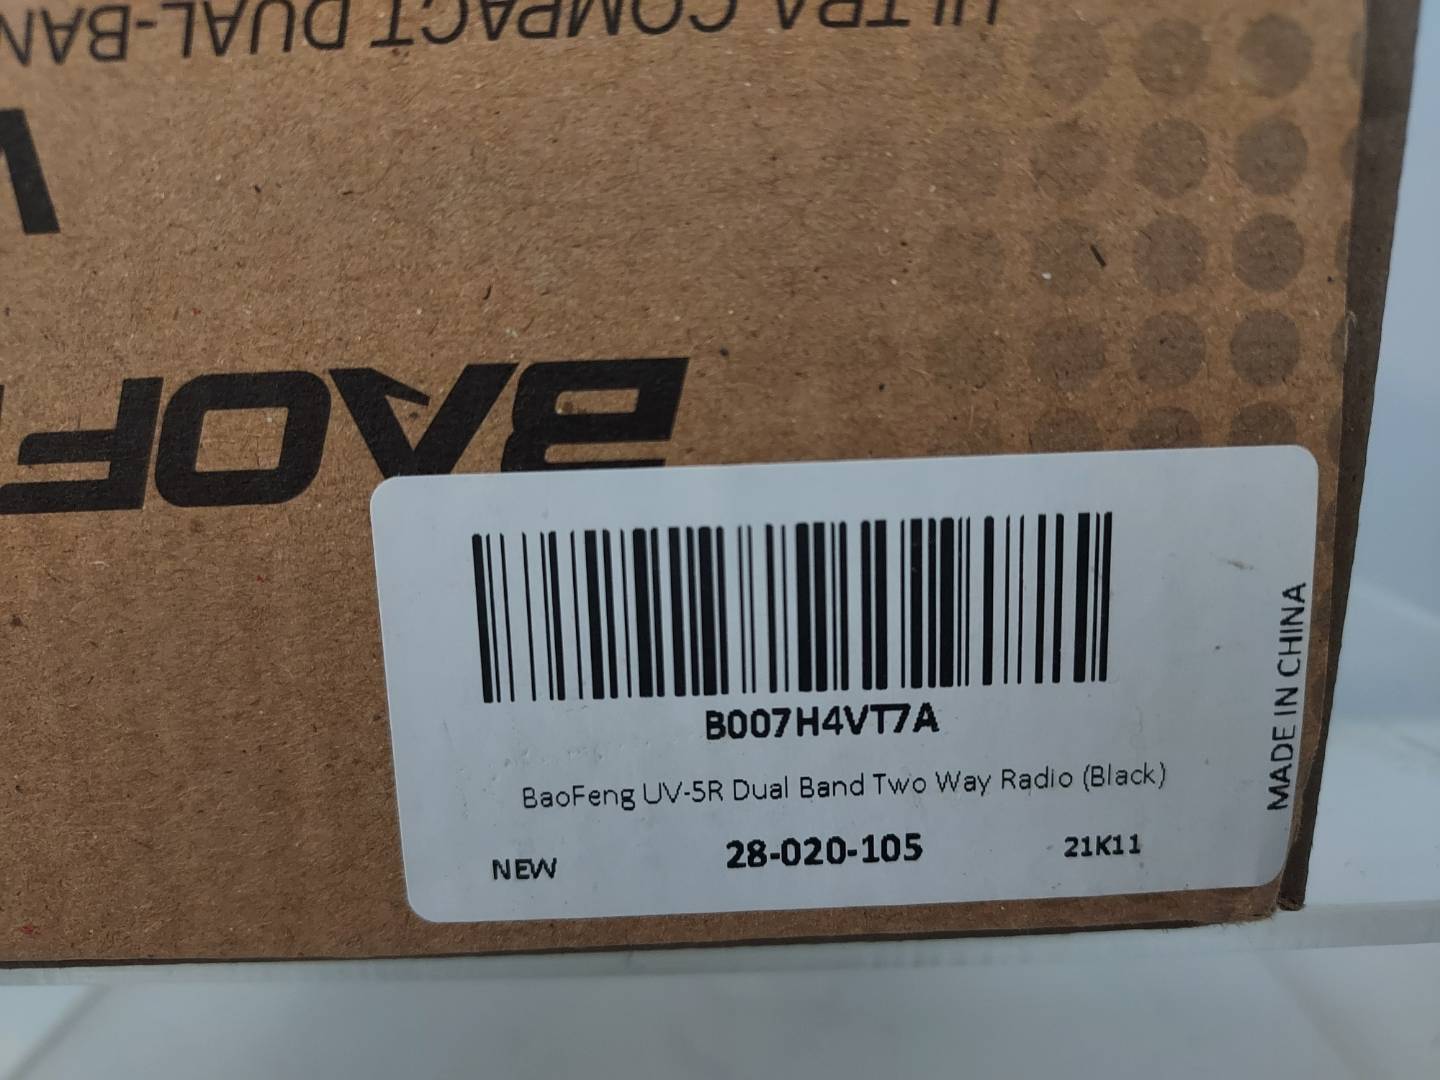 ULTRA COMPACT DUAL-BAN
BAOF
B007H4VT7A
BaoFeng UV-5R Dual Band Two Way Radio (Black)
NEW
28-020-105
21K11
MADE IN CHINA